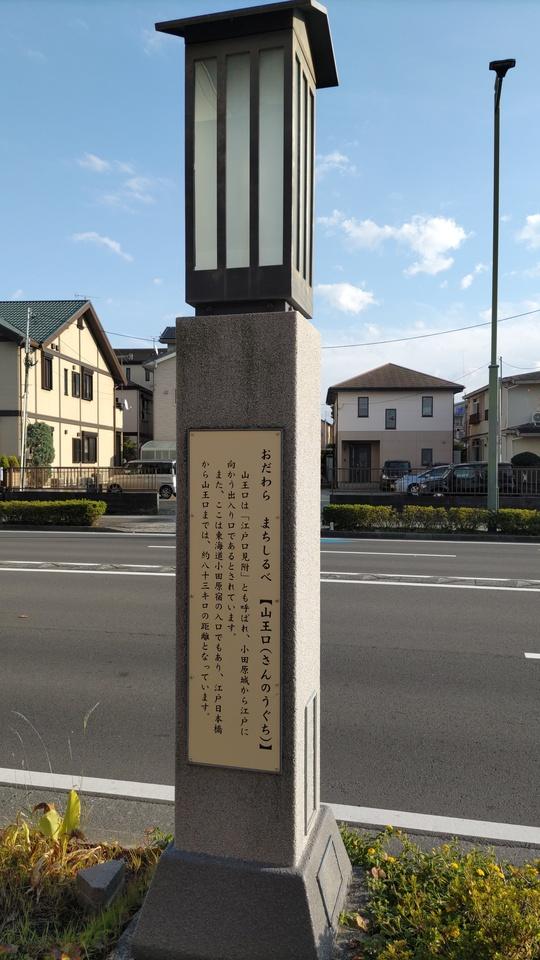 おだわら　まちしるべ　【山王口(さんのうぐち)】
山王口は「江戸口見附」とも呼ばれ、小田原城から江戸に
向かう出入り口であるとされています。
また、ここは東海道小田原宿の入口でもあり、江戸日本橋
から山王口までは、約八十三キロの距離となっています。